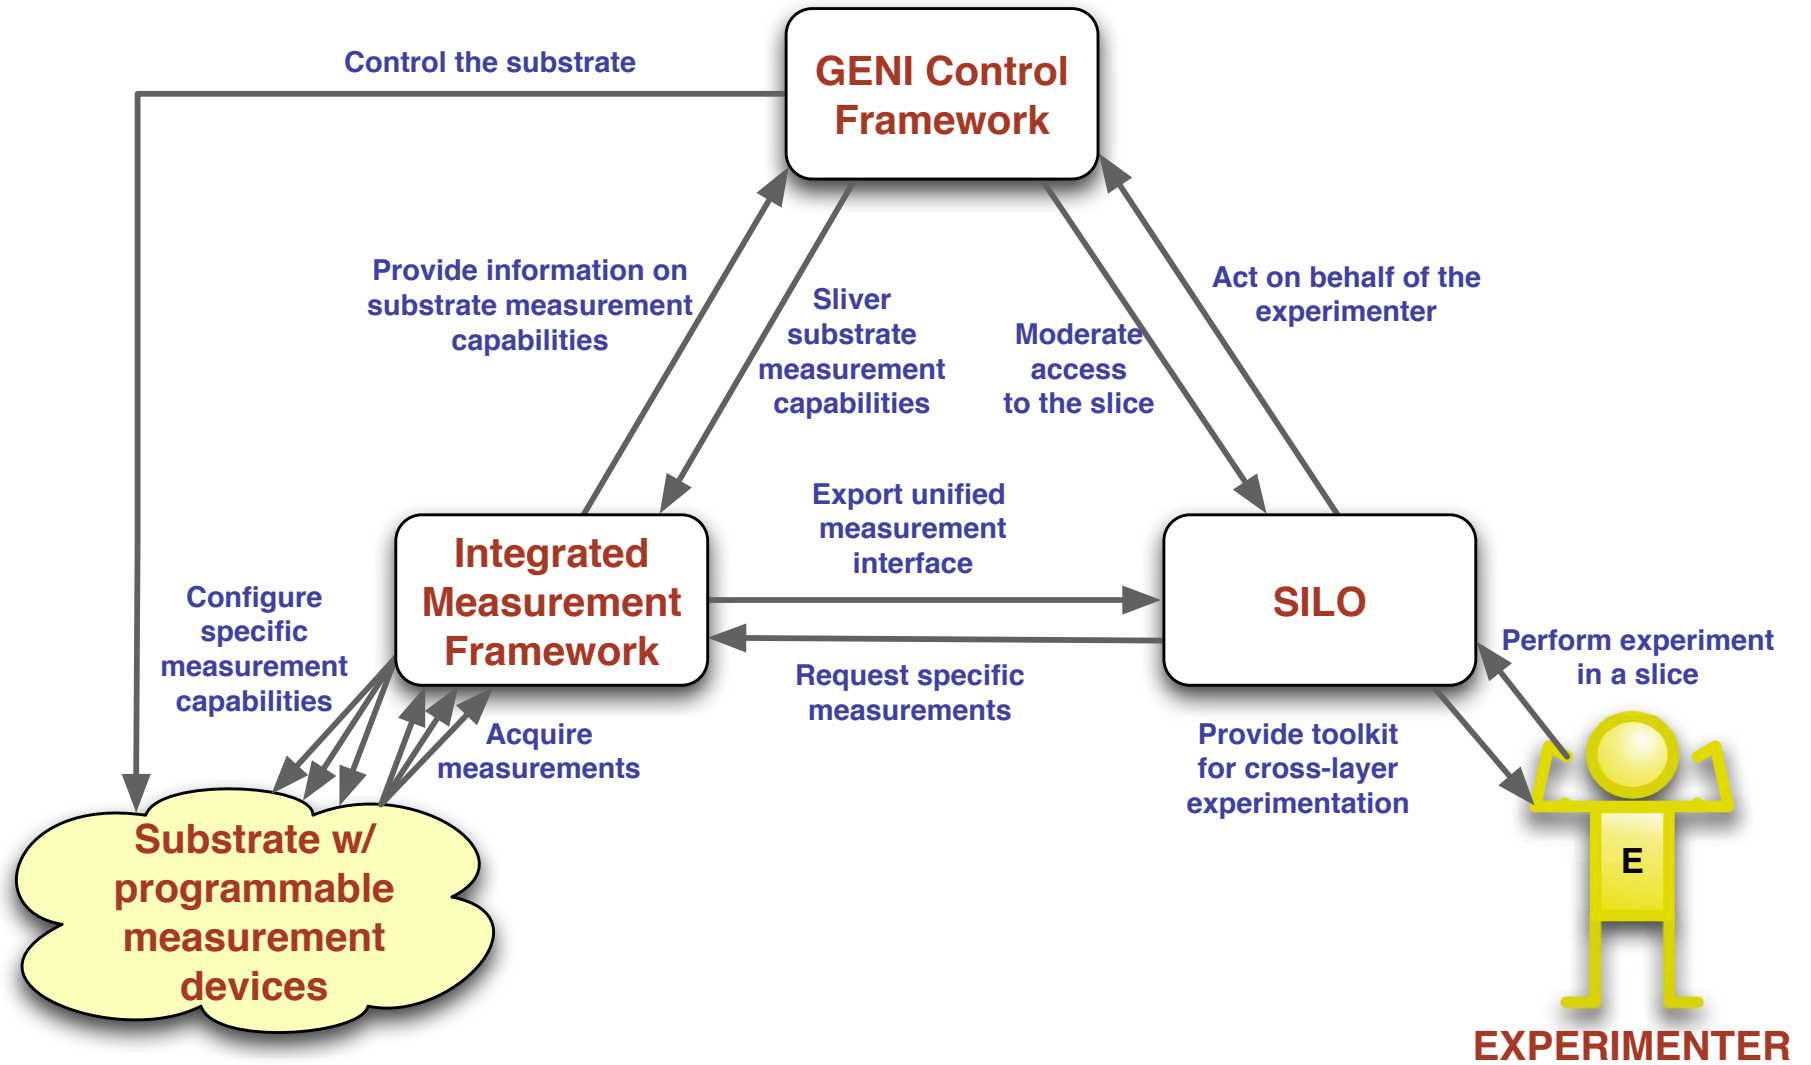 Control the substrate
GENI Control
Framework
Provide information on
substrate measurement
capabilities
Sliver
substrate
measurement
capabilities
Moderate
access
to the slice
Act on behalf of the
experimenter
Export unified
measurement
interface
Integrated
Measurement
Framework
SILO
Configure
specific
measurement
capabilities
Request specific
measurements
Perform experiment
in a slice
Acquire
measurements
Provide toolkit
for cross-layer
experimentation
Substrate w/
programmable
measurement
devices
E
EXPERIMENTER